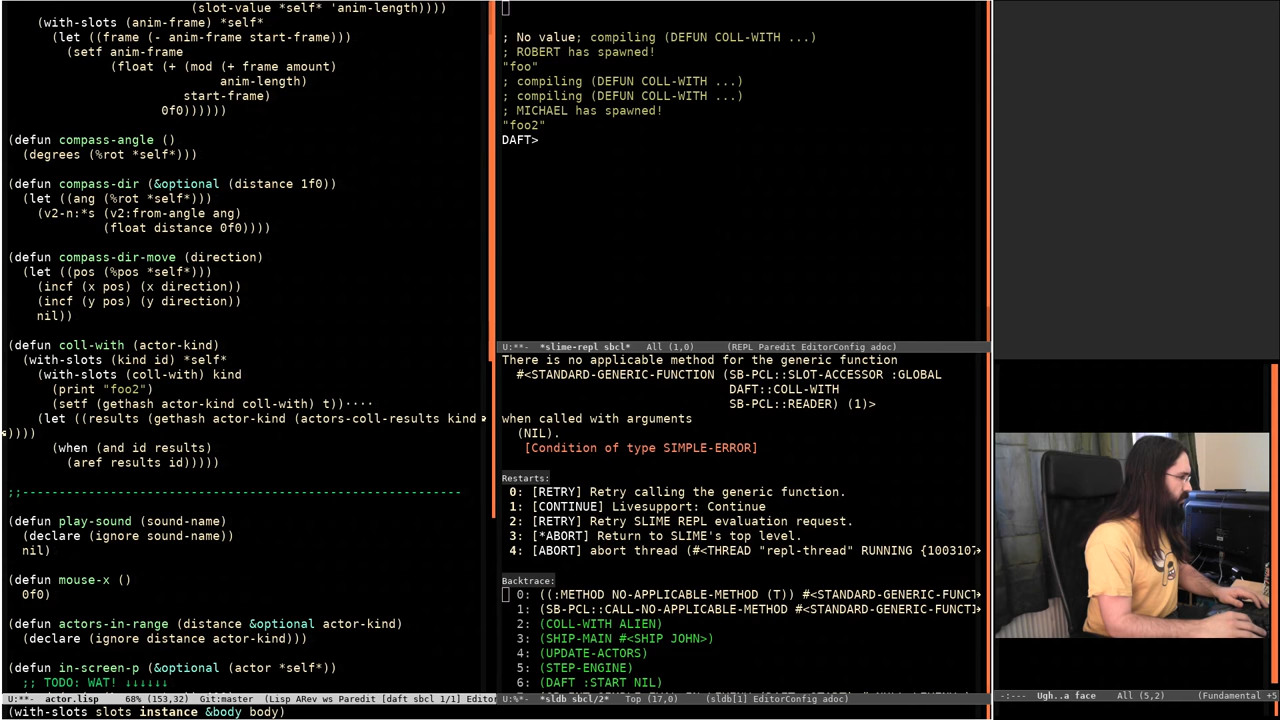 (slot-value *self* 'anim-length))))
(with-slots (anim-frame) *self*
(let ((frame (- anim-frame start-frame)))
(setf anim-frame
(float (+ (mod (+ frame amount)
anim-length)
start-frame)
0f0))))))
(defun compass-angle ()
(degrees (%rot *self*)))
(defun compass-dir (&optional (distance 1f0))
(let ((ang (%rot *self*)))
(v2-n:*s (v2:from-angle ang)
(float distance 0f0))))
(defun compass-dir-move (direction)
(let ((pos (%pos *self*)))
(incf (x pos) (x direction))
(incf (y pos) (y direction))
nil))
(defun coll-with (actor-kind)
(with-slots (kind id) *self*
(with-slots (coll-with) kind
(print "foo2")
(setf (gethash actor-kind coll-with) t))····
(let ((results (gethash actor-kind (actors-coll-results kind
))))
(when (and id results)
(aref results id)))))
;;------------------------------------------------------------
(defun play-sound (sound-name)
(declare (ignore sound-name))
nil)
(defun mouse-x ()
0f0)
(defun actors-in-range (distance &optional actor-kind)
(declare (ignore distance actor-kind)))
(defun in-screen-p (&optional (actor *self*))
;; TODO: WAT! ↓↓↓↓↓↓
U:**- actor.lisp 68% (153,32) Git:master (Lisp ARev ws Paredit [daft sbcl 1/1] Editor
(with-slots slots instance &body body)
; No value; compiling (DEFUN COLL-WITH ...)
; ROBERT has spawned!
"foo"
; compiling (DEFUN COLL-WITH ...)
; compiling (DEFUN COLL-WITH ...)
; MICHAEL has spawned!
"foo2"
DAFT>
U:**- *slime-repl sbcl* All (1,0) (REPL Paredit EditorConfig adoc)
There is no applicable method for the generic function
#<STANDARD-GENERIC-FUNCTION (SB-PCL::SLOT-ACCESSOR :GLOBAL
DAFT::COLL-WITH
SB-PCL::READER) (1)>
when called with arguments
(NIL).
[Condition of type SIMPLE-ERROR]
Restarts:
0: [RETRY] Retry calling the generic function.
1: [CONTINUE] Livesupport: Continue
2: [RETRY] Retry SLIME REPL evaluation request.
3: [*ABORT] Return to SLIME's top level.
4: [ABORT] abort thread (#<THREAD "repl-thread" RUNNING {100310
Backtrace:
0: ((:METHOD NO-APPLICABLE-METHOD (T)) #<STANDARD-GENERIC-FUNCT
1: (SB-PCL::CALL-NO-APPLICABLE-METHOD #<STANDARD-GENERIC-FUNCT
2: (COLL-WITH ALIEN)
3: (SHIP-MAIN #<SHIP JOHN>)
4: (UPDATE-ACTORS)
5: (STEP-ENGINE)
6: (DAFT :START NIL)
U:%*- *sldb sbcl/2* Top (17,0) (sldb[1] EditorConfig adoc)
-:--- Ugh..a face All (5,2) (Fundamental +5